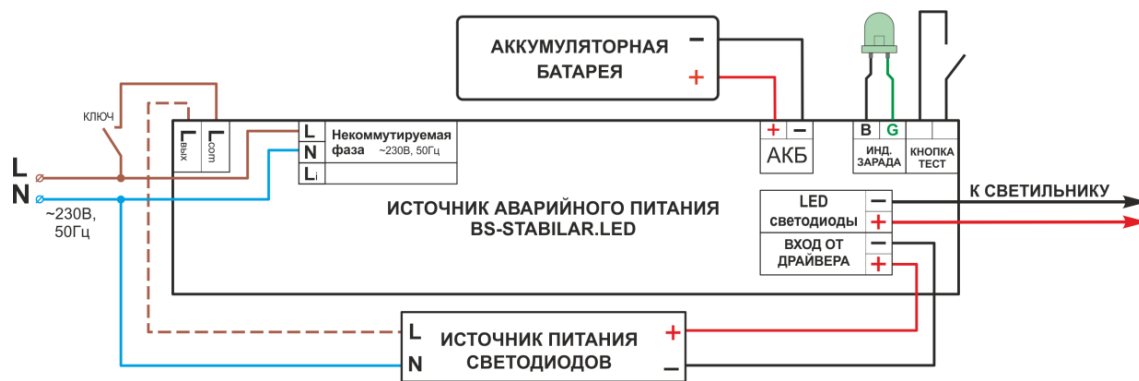 АККУМУЛЯТОРНАЯ
БАТАРЕЯ
−
+
КЛЮЧ
Lвых
Lcom
L
N
Li
Некоммутируемая
фаза ~230В, 50Гц
+ −
АКБ
B G
ИНД.
ЗАРАДА
КНОПКА
ТЕСТ
L
N
~230В,
50Гц
ИСТОЧНИК АВАРИЙНОГО ПИТАНИЯ
BS-STABILAR.LED
LED
светодиоды
−
+
ВХОД ОТ
ДРАЙВЕРА
−
+
К СВЕТИЛЬНИКУ
L
N
ИСТОЧНИК ПИТАНИЯ
СВЕТОДИОДОВ
+
−